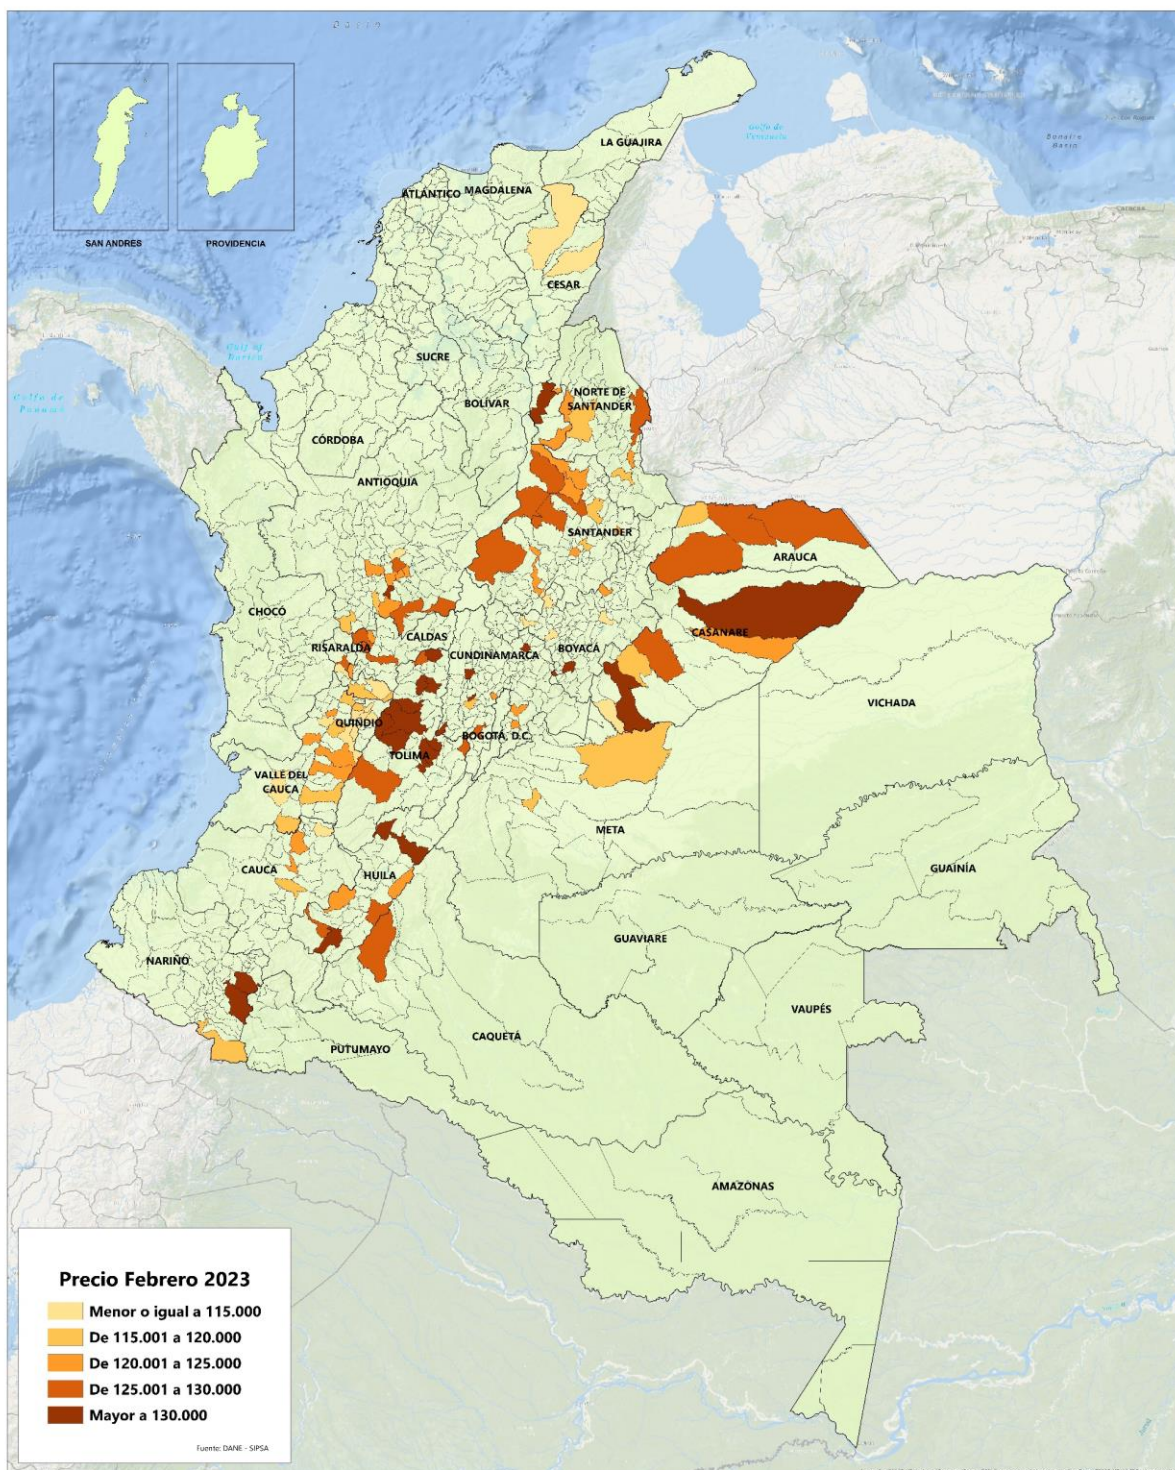 Golfo de
Venezuela
LA GUAJIRA
ATLÁNTICO
MAGDALENA
SAN ANDRES
PROVIDENCIA
CESAR
SUCRE
NORTE DE
SANTANDER
BOLÍVAR
Golfo de
Panamá
CÓRDOBA
ANTIOQUIA
SANTANDER
ARAUCA
CHOCÓ
CASANARE
RISARALDA
CALDAS
CUNDINAMARCA
BOYACÁ
VICHADA
QUINDIO
BOGOTÁ, D.C.
TOLIMA
VALLE DEL
CAUCA
META
GUAINÍA
CAUCA
HUILA
GUAVIARE
NARIÑO
VAUPÉS
CAQUETÁ
PUTUMAYO
AMAZONAS
Precio Febrero 2023
Menor o igual a 115.000
De 115.001 a 120.000
De 120.001 a 125.000
De 125.001 a 130.000
Mayor a 130.000
Fuente: DANE - SIPSA